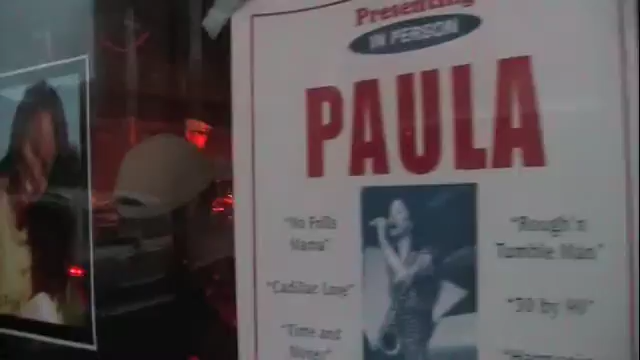 Presenting
IN PERSON
PAULA
"No Frills
Mama"
"Rough'n
Tumble Man"
"Cadillac Love"
"Time and
"30 by 90"